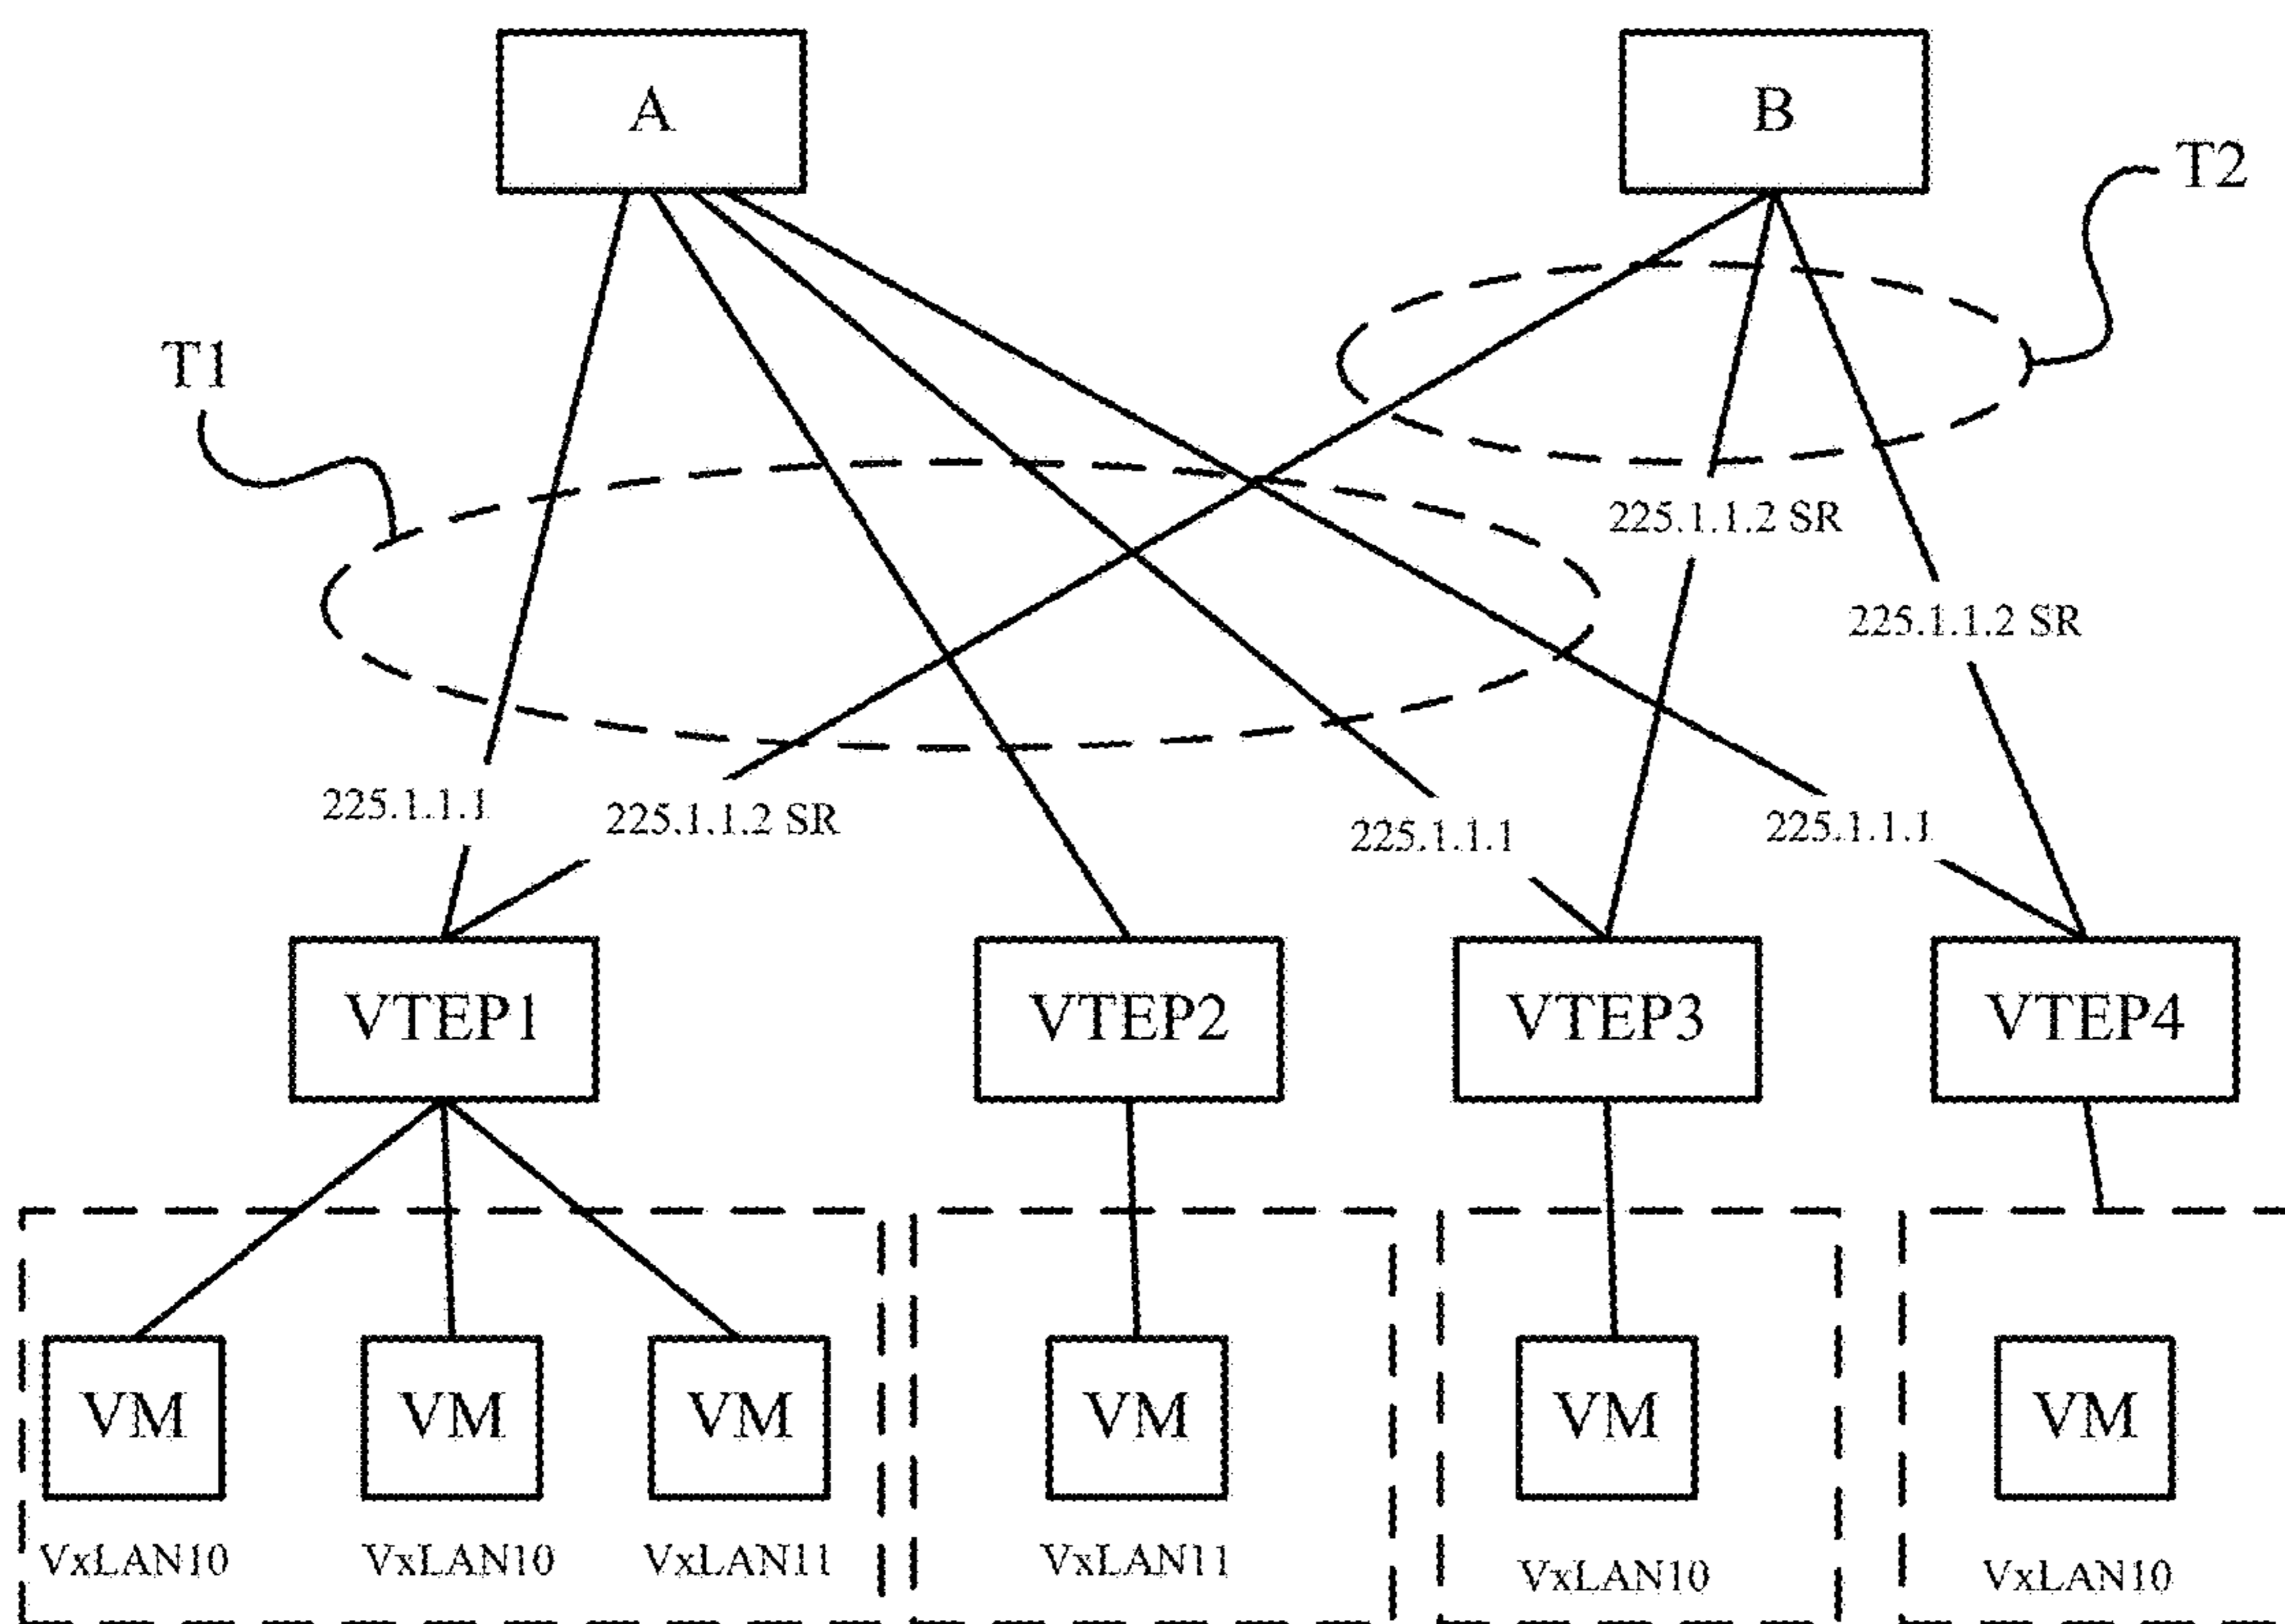 A
B
T2
T1
225.1.1.2 SR
225.1.1.2 SR
225.1.1.1
225.1.1.2 SR
225.1.1.1
225.1.1.1
VTEP1
VTEP2
VTEP3
VTEP4
VM
VM
VM
VM
VM
VM
VxLAN10
VxLAN10
VxLAN11
VxLAN11
VxLAN10
VxLAN10